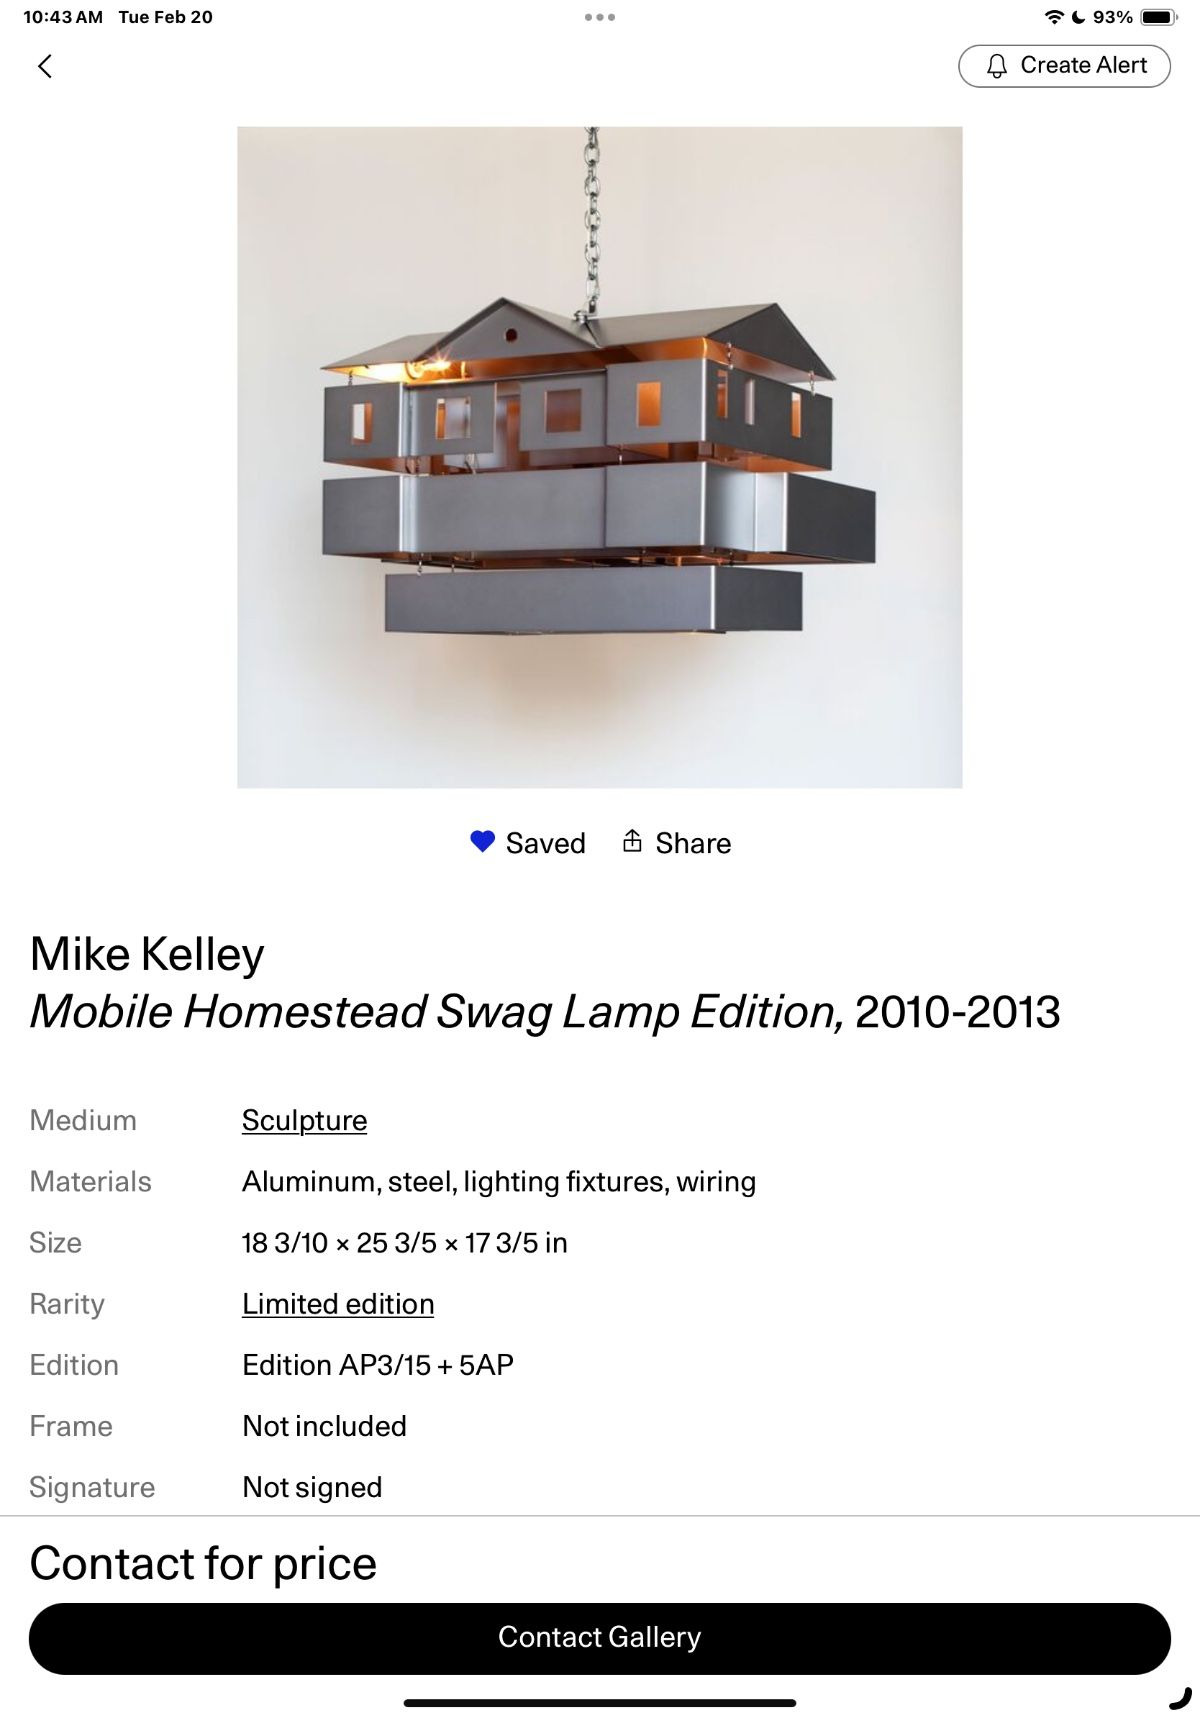 10:43 AM Tue Feb 20
93%
Create Alert
Saved
Share
Mike Kelley
Mobile Homestead Swag Lamp Edition, 2010-2013
Medium Sculpture
Materials Aluminum, steel, lighting fixtures, wiring
Size 18 3/10 × 25 3/5 × 17 3/5 in
Rarity Limited edition
Edition Edition AP3/15 + 5AP
Frame Not included
Signature Not signed
Contact for price
Contact Gallery